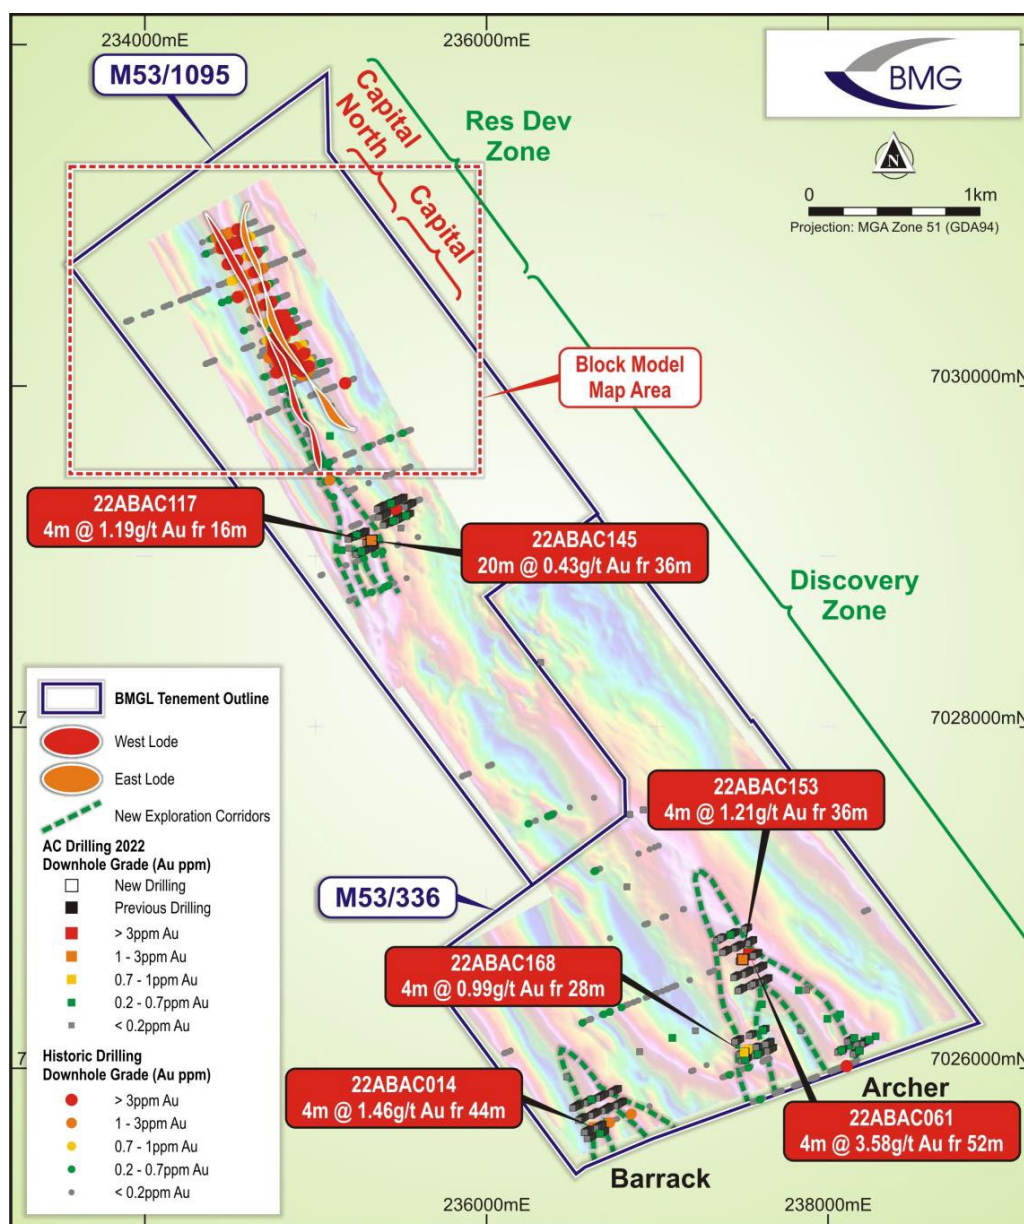 234000mE
236000mE
M53/1095
Capital
North
Capital
Res Dev
Zone
BMG
N
0 1km
Projection: MGA Zone 51 (GDA94)
Block Model
Map Area
7030000mN
22ABAC117
4m @ 1.19g/t Au fr 16m
22ABAC145
20m @ 0.43g/t Au fr 36m
Discovery
Zone
BMGL Tenement Outline
West Lode
East Lode
New Exploration Corridors
AC Drilling 2022
Downhole Grade (Au ppm)
New Drilling
Previous Drilling
> 3ppm Au
1 - 3ppm Au
0.7 - 1ppm Au
0.2 - 0.7ppm Au
< 0.2ppm Au
Historic Drilling
Downhole Grade (Au ppm)
> 3ppm Au
1 - 3ppm Au
0.7 - 1ppm Au
0.2 - 0.7ppm Au
< 0.2ppm Au
7
7028000mN
22ABAC153
4m @ 1.21g/t Au fr 36m
M53/336
22ABAC168
4m @ 0.99g/t Au fr 28m
7
7026000mN
22ABAC014
4m @ 1.46g/t Au fr 44m
Archer
22ABAC061
4m @ 3.58g/t Au fr 52m
Barrack
236000mE
238000mE